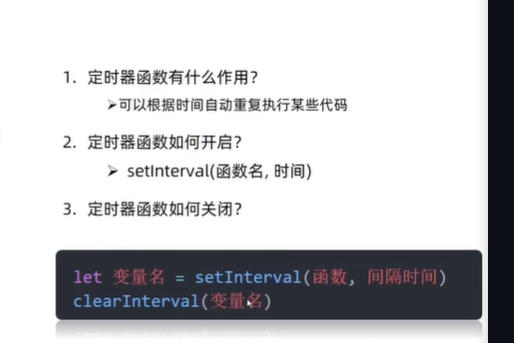 1. 定时器函数有什么作用?
➢可以根据时间自动重复执行某些代码
2. 定时器函数如何开启?
➢ setInterval(函数名, 时间)
3. 定时器函数如何关闭?
let 变量名 = setInterval(函数, 间隔时间)
clearInterval(变量名)